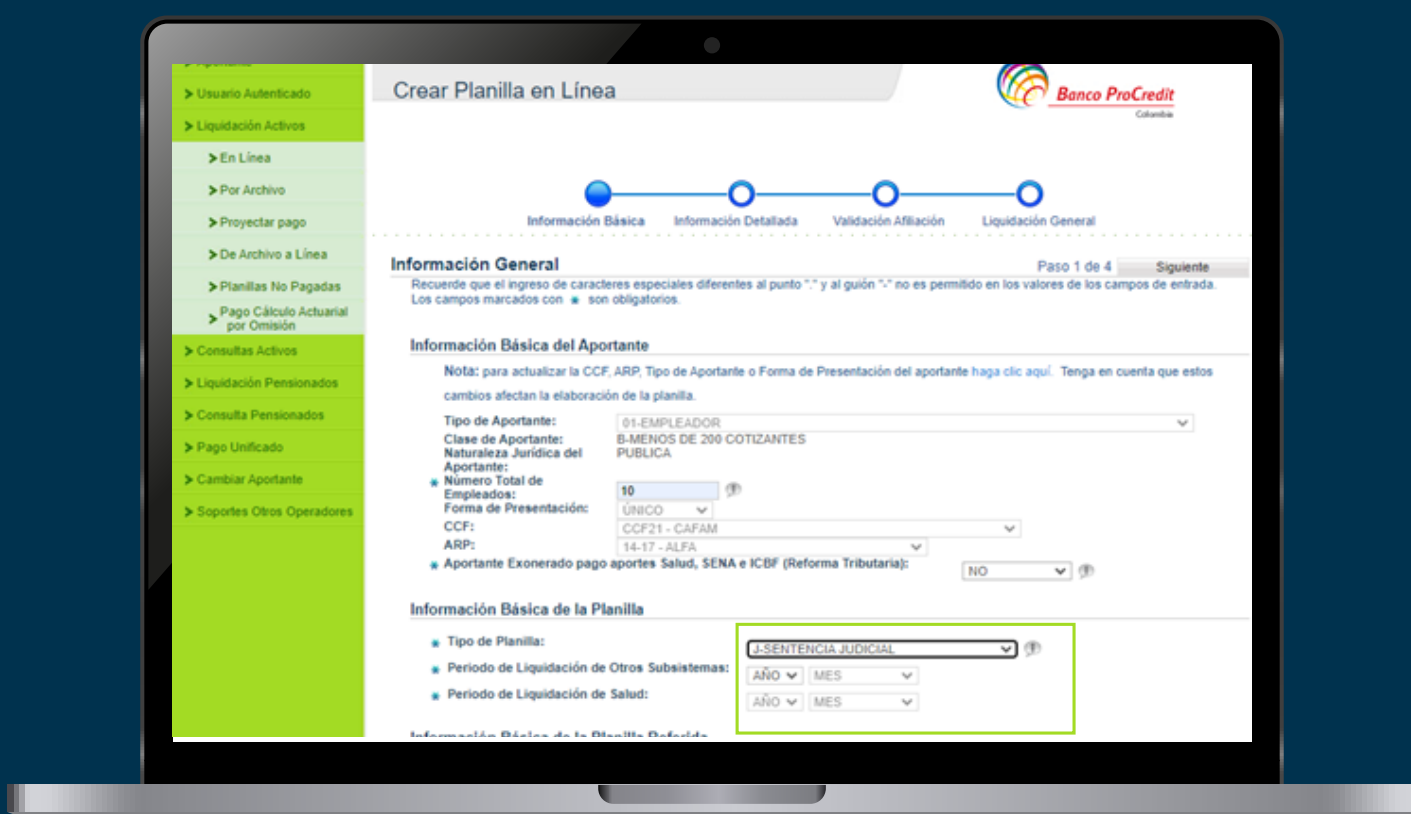 Usuario Autenticado
Liquidación Activos
En Línea
Por Archivo
Proyectar pago
De Archivo a Línea
Planillas No Pagadas
Pago Cálculo Actuarial
por Omisión
Consultas Activos
Liquidación Pensionados
Consulta Pensionados
Pago Unificado
Cambiar Aportante
Soportes Otros Operadores
Crear Planilla en Línea
Banco ProCredit
Colombia
Información Básica Información Detallada Validación Afiliación Liquidación General
Información General Paso 1 de 4 Siguiente
Recuerde que el ingreso de caracteres especiales diferentes al punto "." y al guión "-" no es permitido en los valores de los campos de entrada.
Los campos marcados con * son obligatorios.
Información Básica del Aportante
Nota: para actualizar la CCF, ARP, Tipo de Aportante o Forma de Presentación del aportante haga clic aquí. Tenga en cuenta que estos
cambios afectan la elaboración de la planilla.
Tipo de Aportante: 01-EMPLEADOR
Clase de Aportante: B-MENOS DE 200 COTIZANTES
Naturaleza Jurídica del PUBLICA
Aportante:
* Número Total de
Empleados: 10
Forma de Presentación: ÚNICO
CCF: CCF21 - CAFAM
ARP: 14-17 - ALFA
* Aportante Exonerado pago aportes Salud, SENA e ICBF (Reforma Tributaria): NO
Información Básica de la Planilla
* Tipo de Planilla: J-SENTENCIA JUDICIAL
* Periodo de Liquidación de Otros Subsistemas: AÑO MES
* Periodo de Liquidación de Salud: AÑO MES
Información Básica de la Planilla Referida